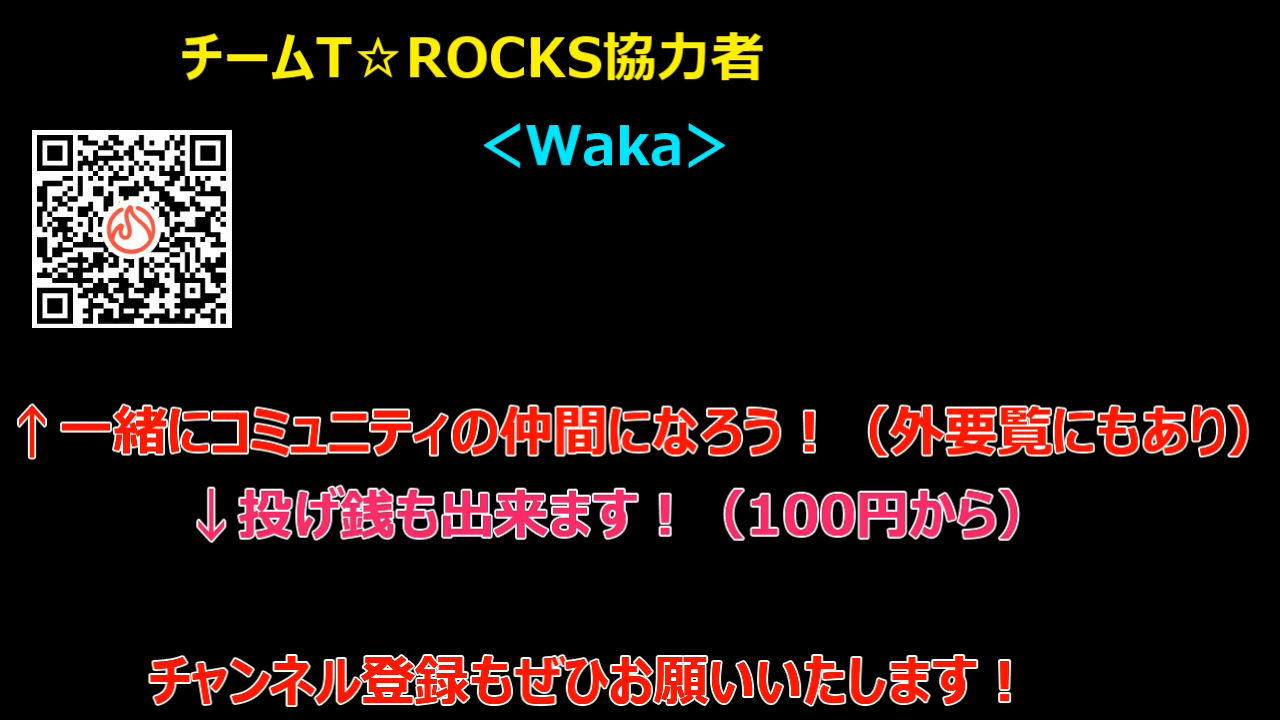 チームT☆ROCKS協力者
＜Waka＞
↑一緒にコミュニティの仲間になろう！（外要覧にもあり）
↓投げ銭も出来ます！（100円から）
チャンネル登録もぜひお願いいたします！